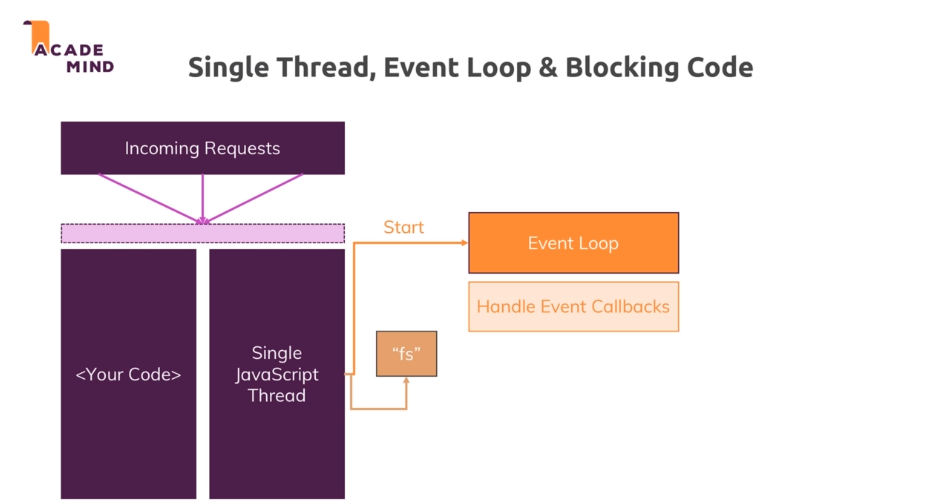 ACADE
MIND
Single Thread, Event Loop & Blocking Code
Incoming Requests
Start
Event Loop
Handle Event Callbacks
"fs"
<Your Code>
Single
JavaScript
Thread